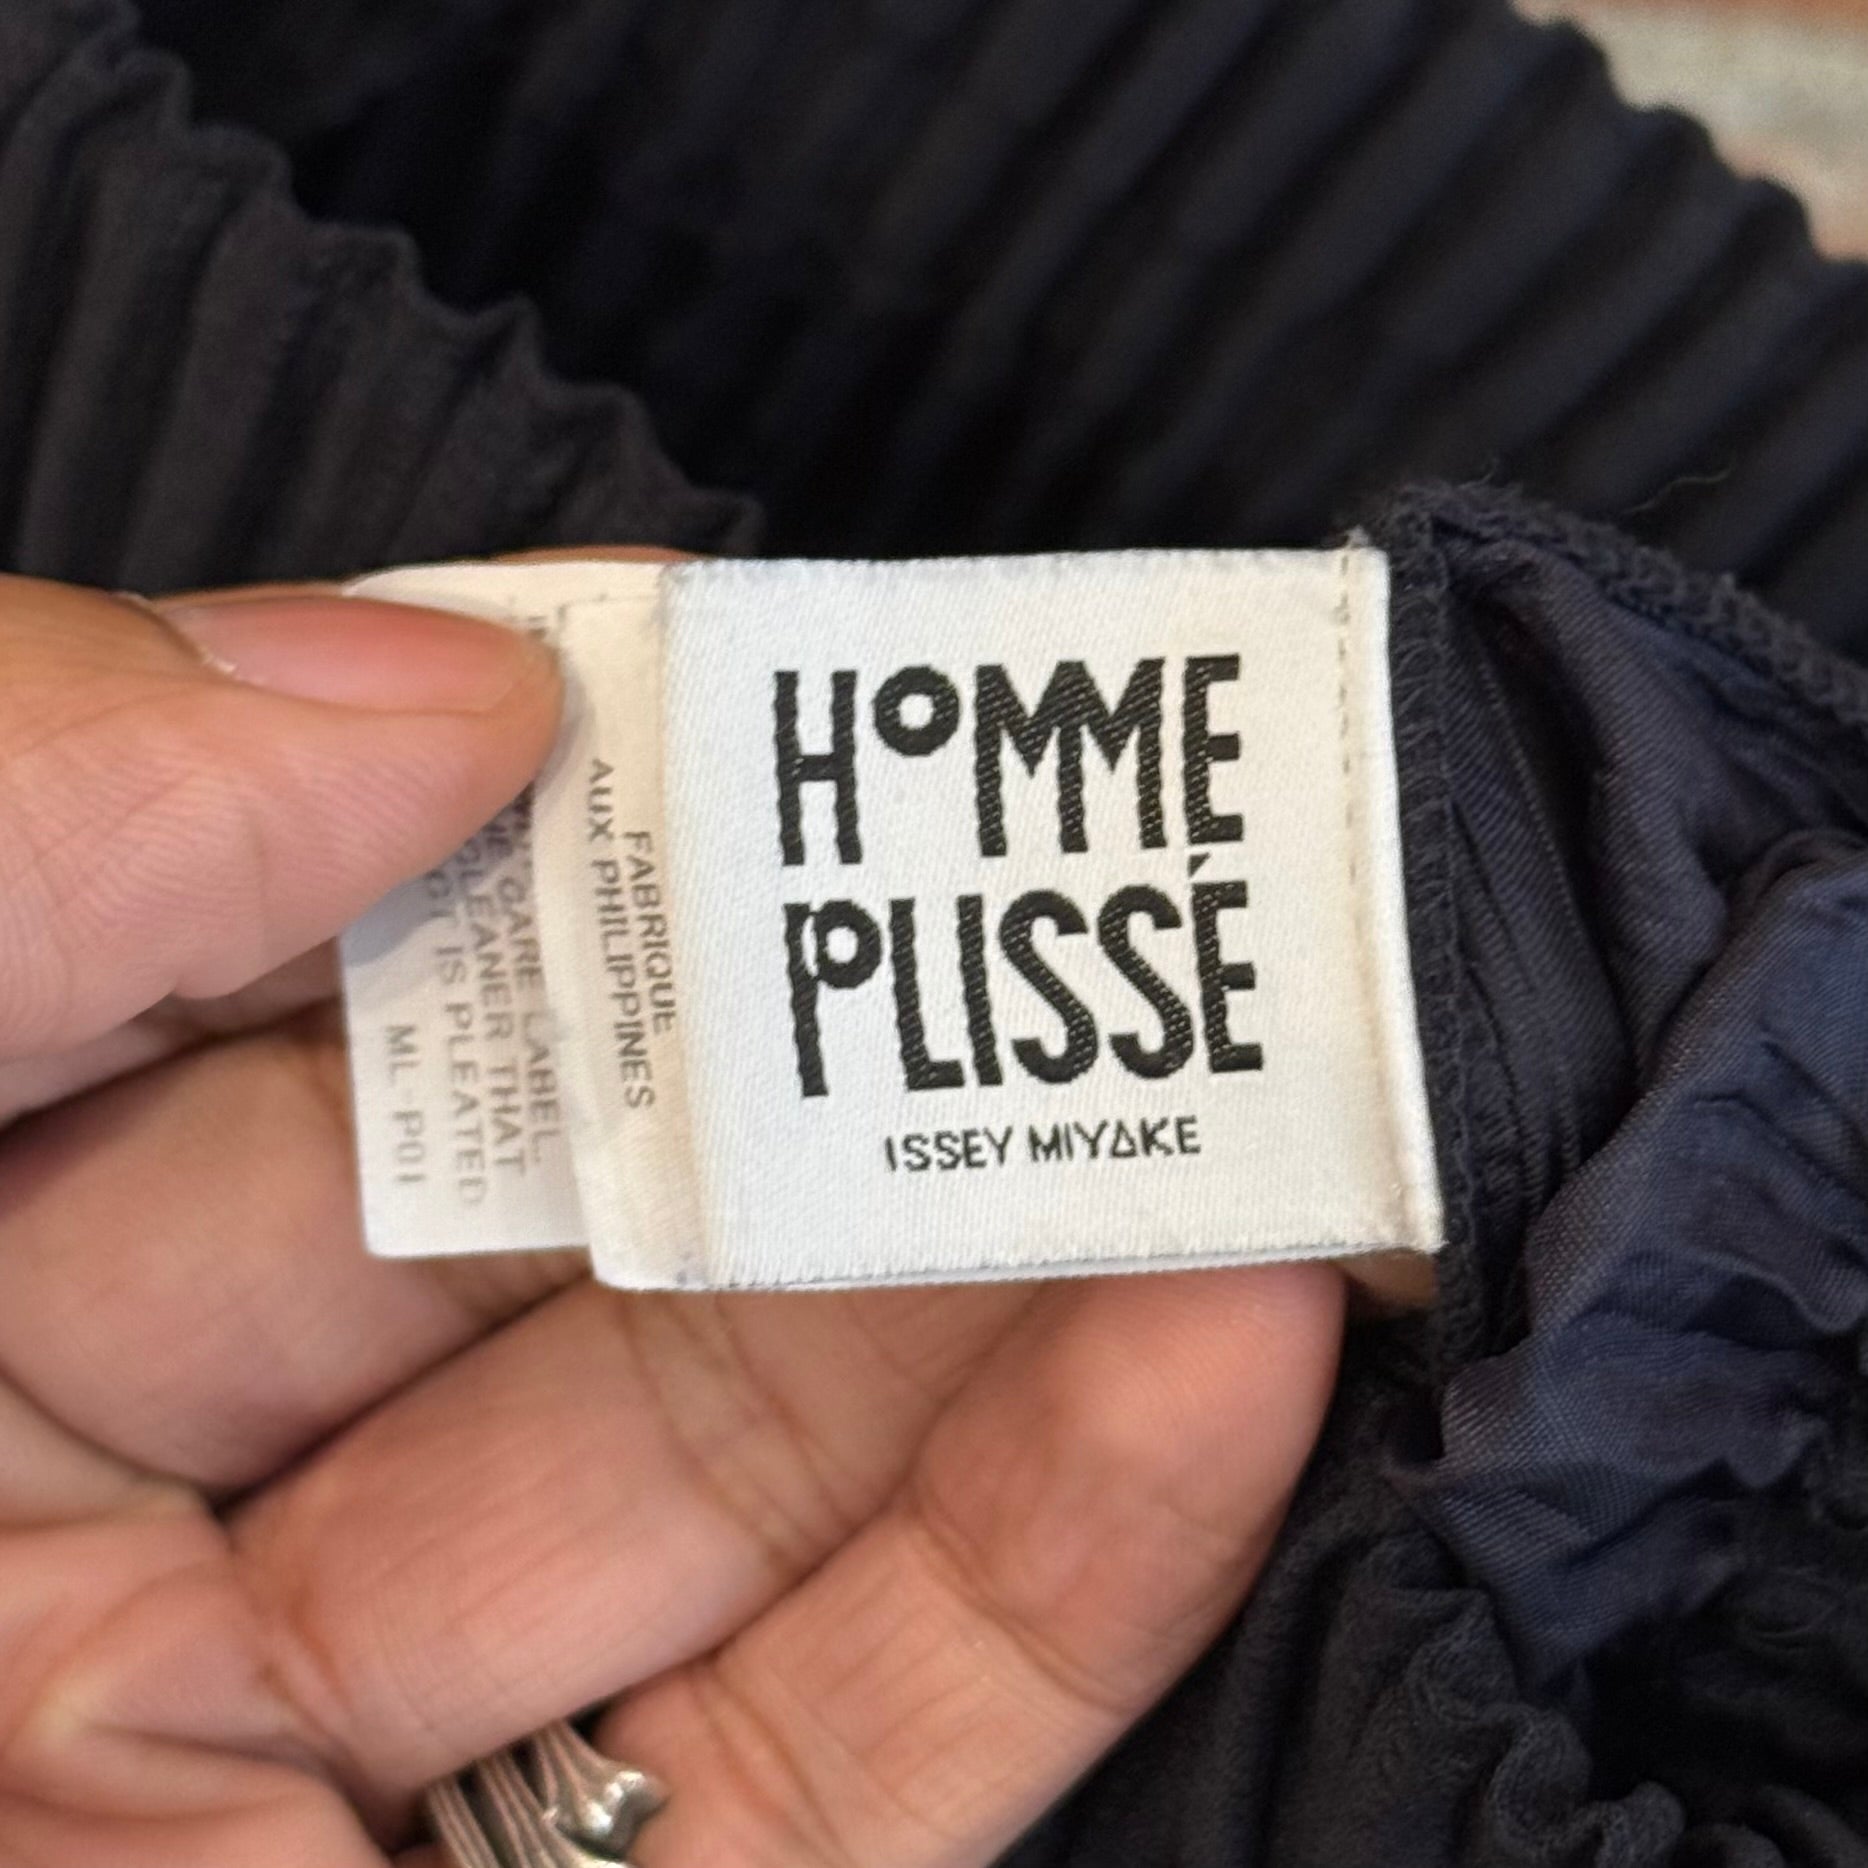 HOMME
PLISSÉ
ISSEY MIYAKE
FABRIQUE
AUX PHILIPPINES
CARE LABEL.
CLEANER THAT
IS PLEATED
ML-P01